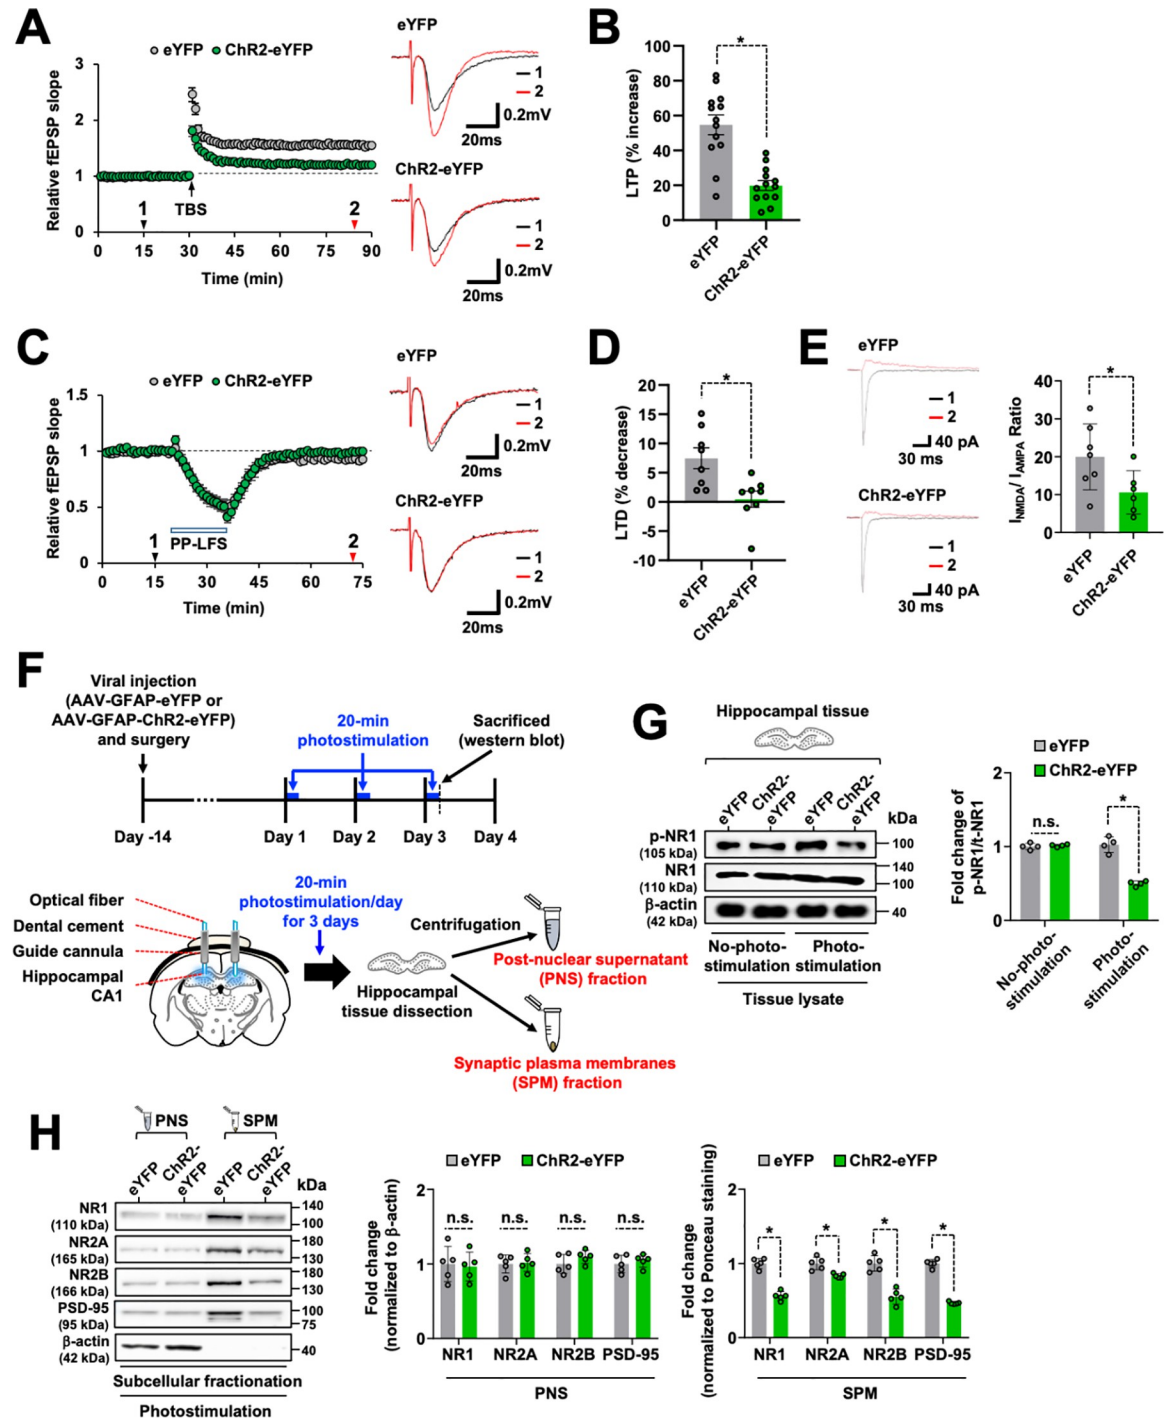 A
eYFP ChR2-eYFP
Relative fEPSP slope
3
2
1
0
1
TBS
2
0 15 30 45 60 75 90
Time (min)
eYFP
1
2
0.2mV
20ms
ChR2-eYFP
1
2
0.2mV
20ms
B
LTP (% increase)
100
80
60
40
20
0
*
eYFP
ChR2-eYFP
C
eYFP ChR2-eYFP
Relative fEPSP slope
1.5
1
0.5
0
1
PP-LFS
2
0 15 30 45 60 75
Time (min)
eYFP
1
2
0.2mV
20ms
ChR2-eYFP
1
2
0.2mV
20ms
D
LTD (% decrease)
20
15
10
5
0
-5
-10
*
eYFP
ChR2-eYFP
E
eYFP
1
2
40 pA
30 ms
ChR2-eYFP
1
2
40 pA
30 ms
INMDA/ IAMPA Ratio
40
30
20
10
0
*
eYFP
ChR2-eYFP
F
Viral injection
(AAV-GFAP-eYFP or
AAV-GFAP-ChR2-eYFP)
and surgery
20-min
photostimulation
Sacrificed
(western blot)
Day -14 Day 1 Day 2 Day 3 Day 4
Optical fiber
Dental cement
Guide cannula
Hippocampal
CA1
20-min
photostimulation/day
for 3 days
Hippocampal
tissue dissection
Centrifugation
Post-nuclear supernatant
(PNS) fraction
Synaptic plasma membranes
(SPM) fraction
G
Hippocampal tissue
eYFP ChR2-eYFP eYFP ChR2-eYFP
kDa
p-NR1
(105 kDa)
100
NR1
(110 kDa)
140
100
β-actin
(42 kDa)
40
No-photo-
stimulation
Photo-
stimulation
Tissue lysate
eYFP
ChR2-eYFP
Fold change of
p-NR1/t-NR1
2
1
0
n.s.
*
No-photo-
stimulation
Photo-
stimulation
H
PNS SPM
eYFP ChR2-eYFP eYFP ChR2-eYFP
kDa
NR1
(110 kDa)
140
100
NR2A
(165 kDa)
180
130
NR2B
(166 kDa)
180
130
PSD-95
(95 kDa)
100
75
β-actin
(42 kDa)
40
Subcellular fractionation
Photostimulation
eYFP ChR2-eYFP
Fold change
(normalized to β-actin)
2
1
0
n.s. n.s. n.s. n.s.
NR1 NR2A NR2B PSD-95
PNS
eYFP ChR2-eYFP
Fold change
(normalized to Ponceau staining)
2
1
0
* * * *
NR1 NR2A NR2B PSD-95
SPM